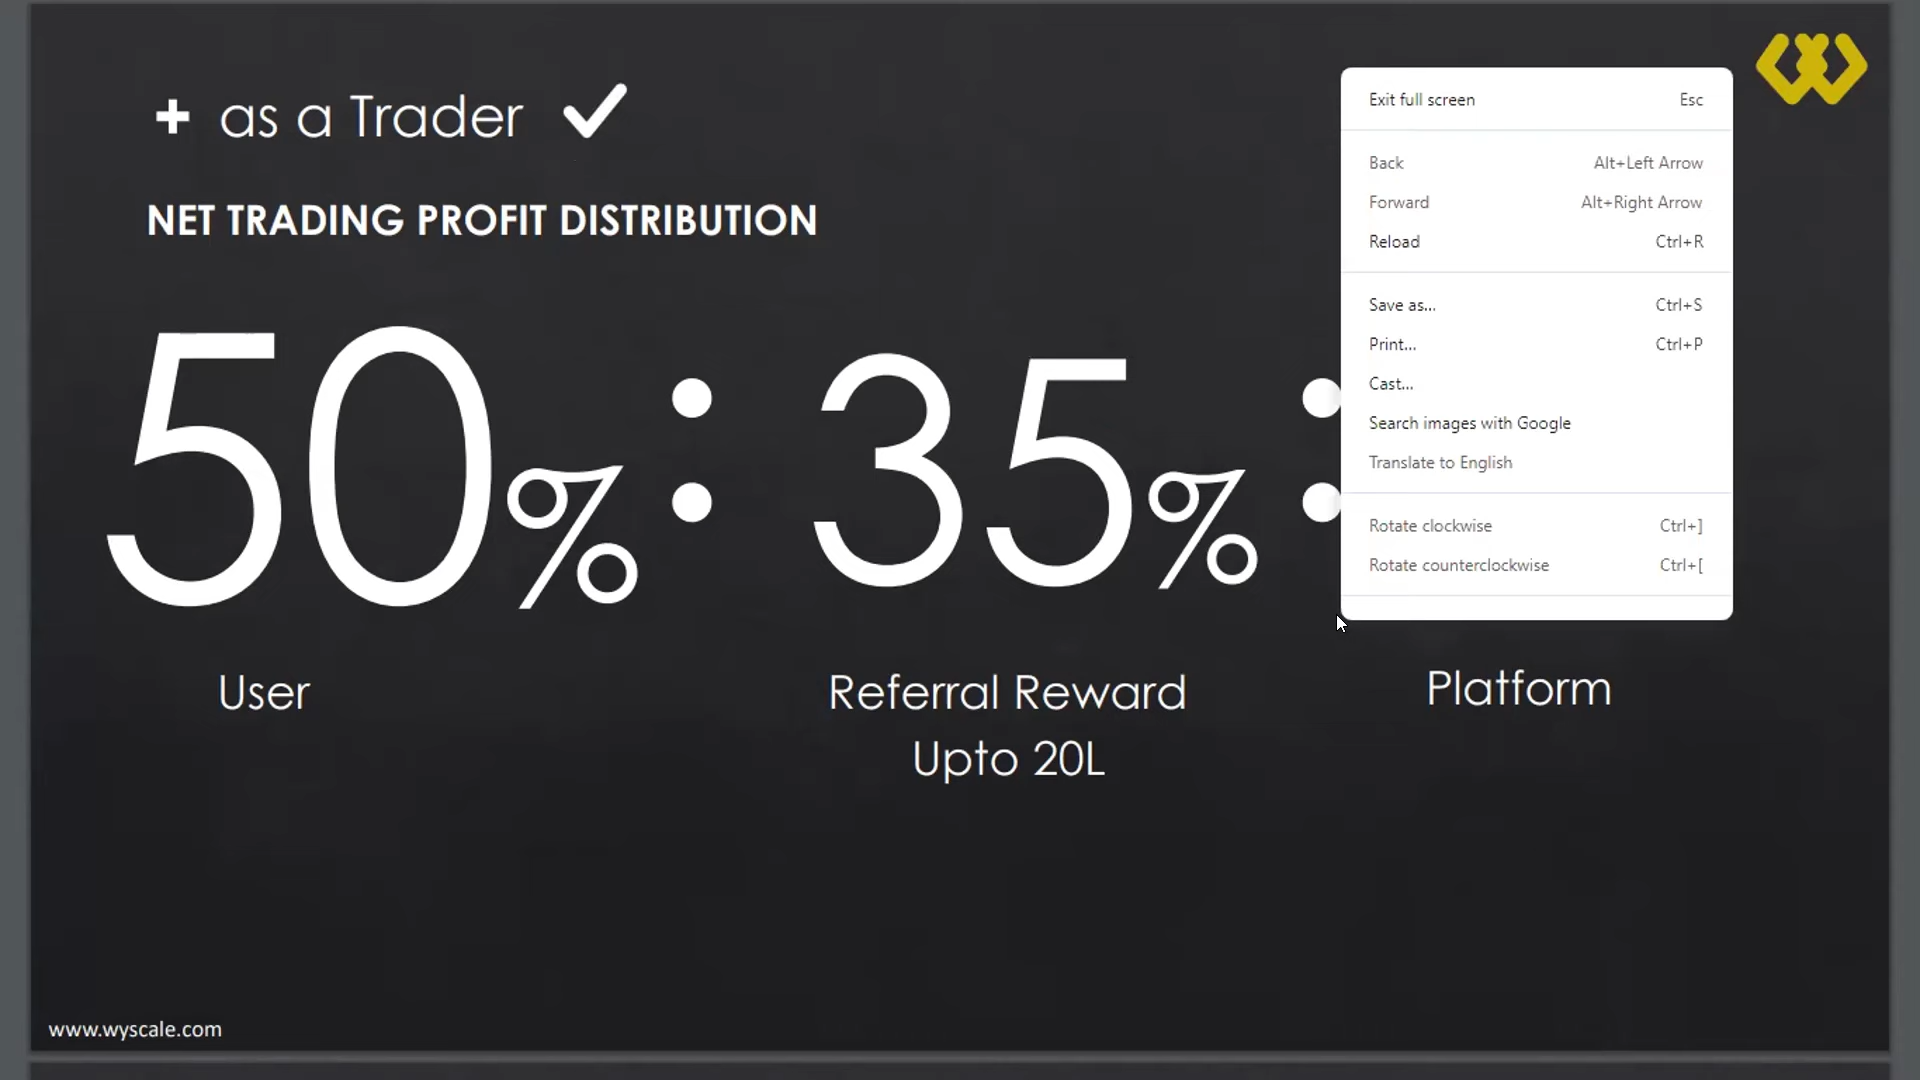 + as a Trader ✓
NET TRADING PROFIT DISTRIBUTION
50% : 35% :
User
Referral Reward
Upto 20L
Platform
www.wyscale.com
Exit full screen Esc
Back Alt+Left Arrow
Forward Alt+Right Arrow
Reload Ctrl+R
Save as... Ctrl+S
Print... Ctrl+P
Cast...
Search images with Google
Translate to English
Rotate clockwise Ctrl+]
Rotate counterclockwise Ctrl+[